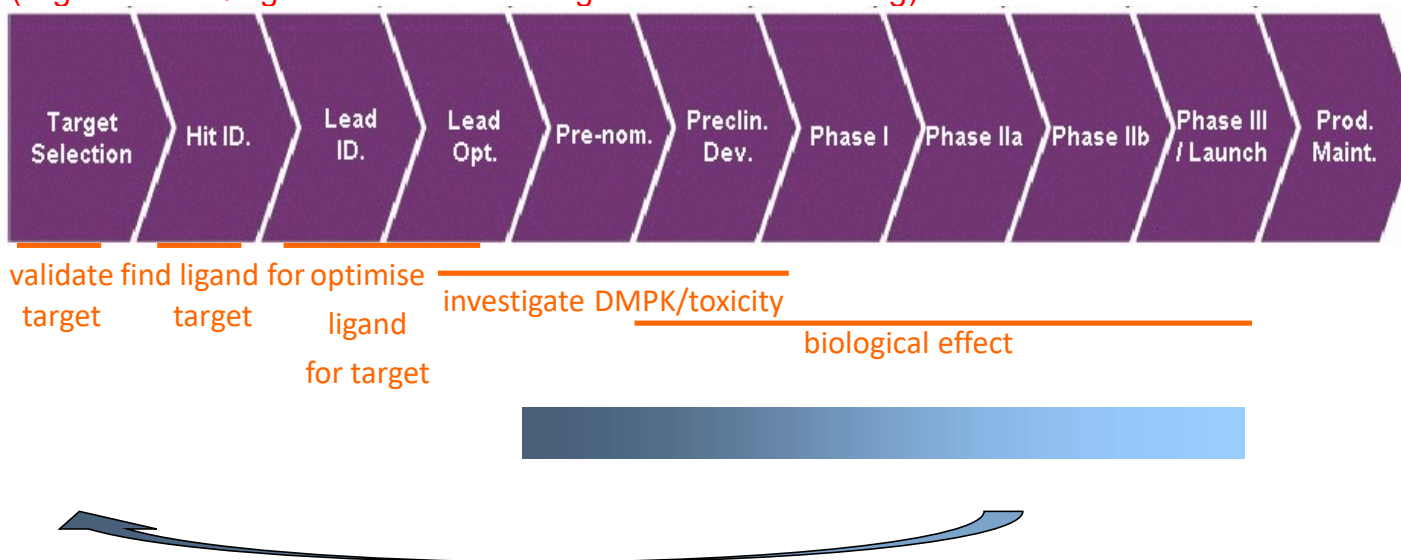 Target
Selection
Hit ID.
Lead
ID.
Lead
Opt.
Pre-nom.
Preclin.
Dev.
Phase I
Phase IIa
Phase IIb
Phase III
/ Launch
Prod.
Maint.
validate
target
find ligand for
target
optimise
ligand
for target
investigate DMPK/toxicity
biological effect